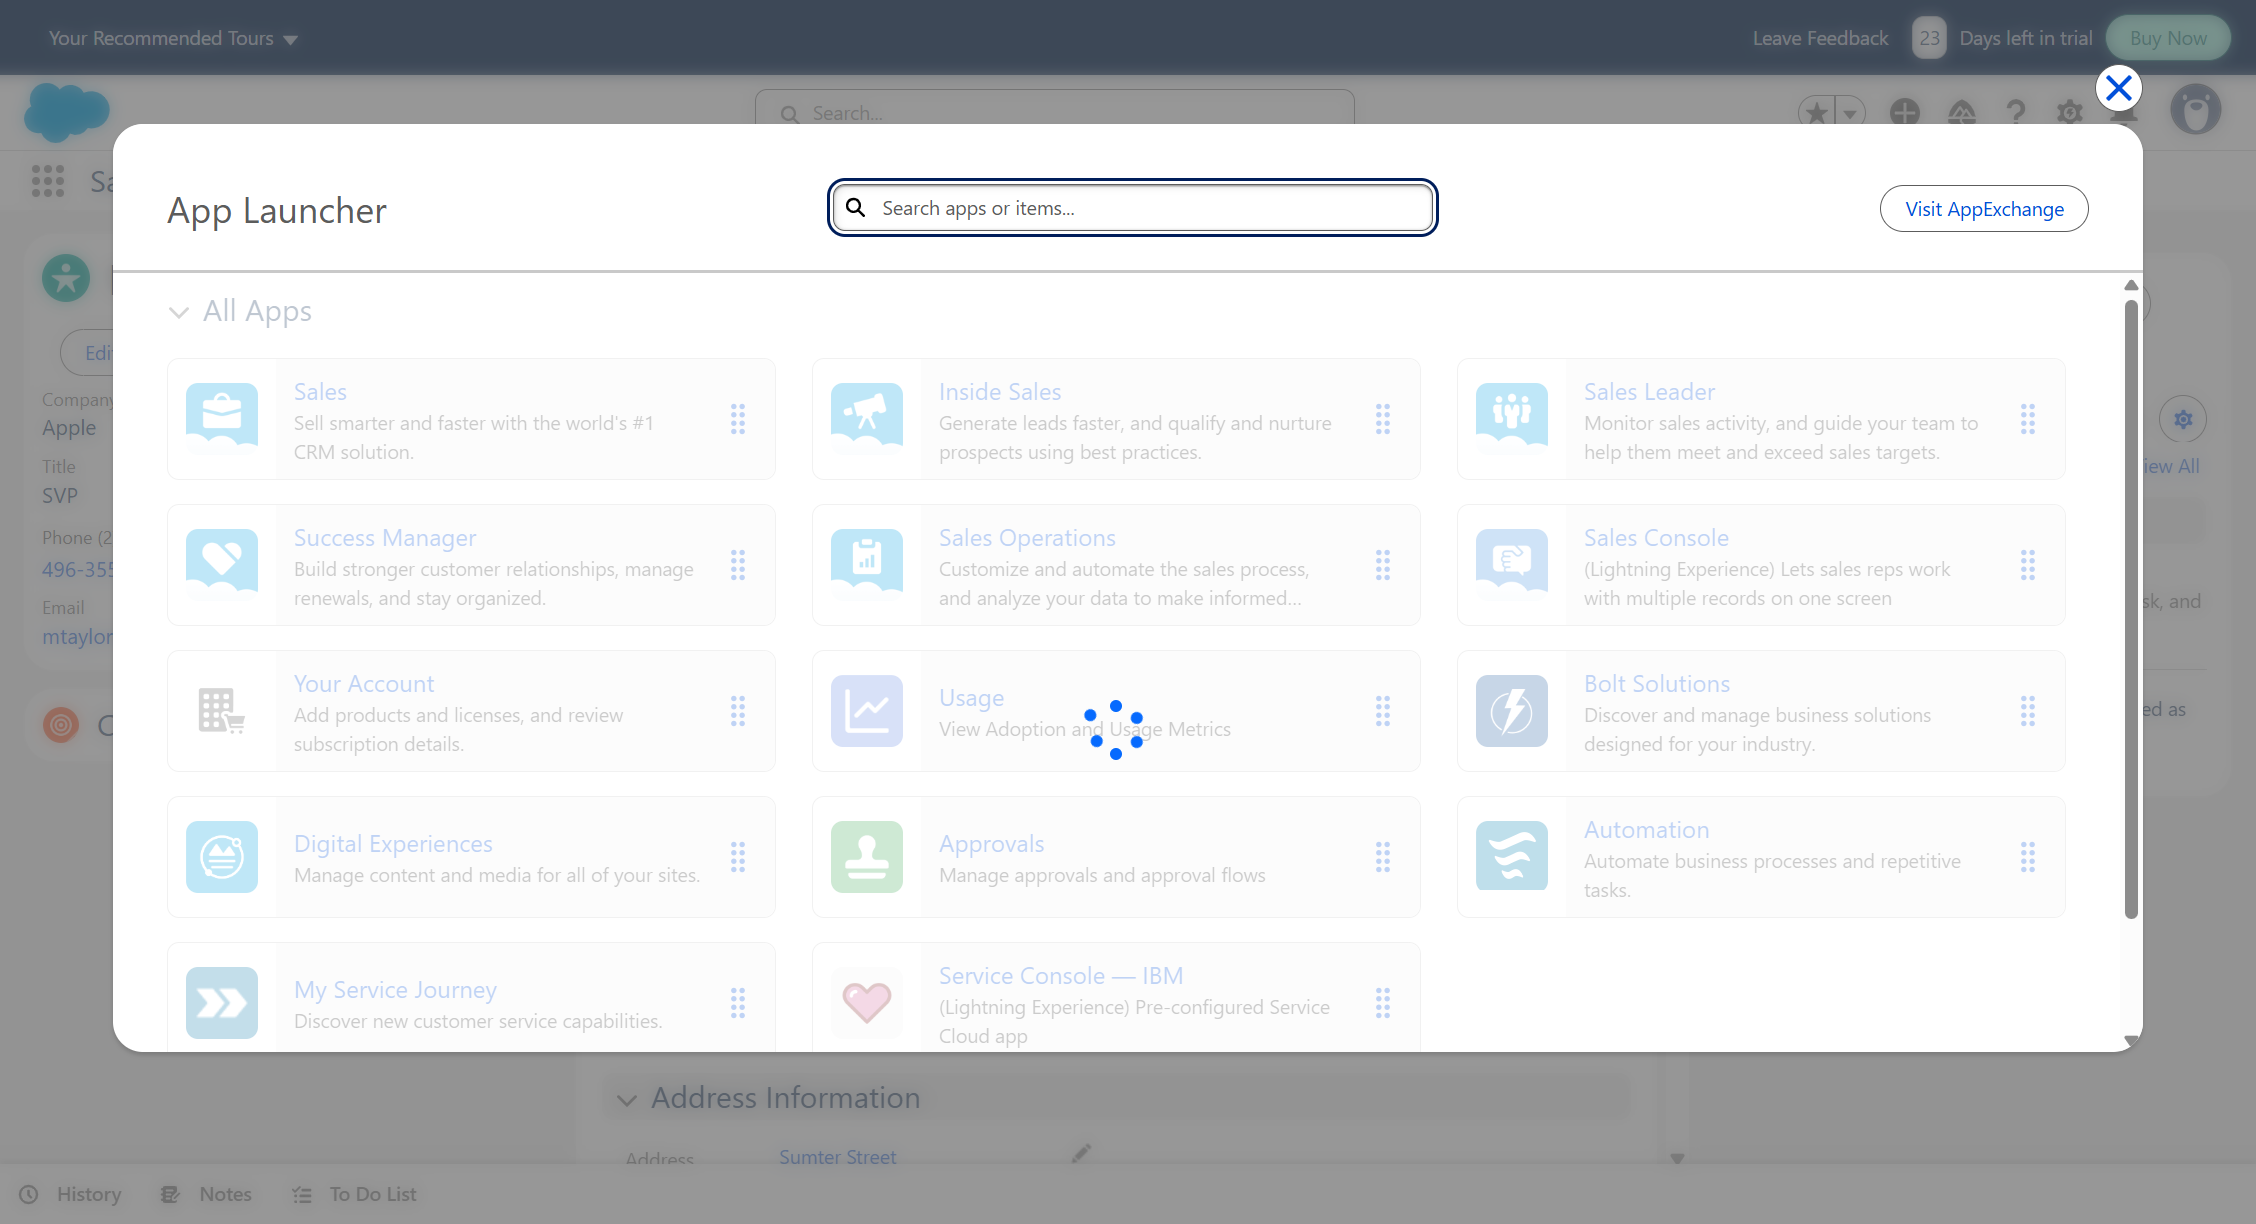 Your Recommended Tours
Leave Feedback
23
Days left in trial
Buy Now
Search...
App Launcher
Search apps or items...
Visit AppExchange
All Apps
Sales
Sell smarter and faster with the world's #1
CRM solution.
Inside Sales
Generate leads faster, and qualify and nurture
prospects using best practices.
Sales Leader
Monitor sales activity, and guide your team to
help them meet and exceed sales targets.
Success Manager
Build stronger customer relationships, manage
renewals, and stay organized.
Sales Operations
Customize and automate the sales process,
and analyze your data to make informed...
Sales Console
(Lightning Experience) Lets sales reps work
with multiple records on one screen
Your Account
Add products and licenses, and review
subscription details.
Usage
View Adoption and Usage Metrics
Bolt Solutions
Discover and manage business solutions
designed for your industry.
Digital Experiences
Manage content and media for all of your sites.
Approvals
Manage approvals and approval flows
Automation
Automate business processes and repetitive
tasks.
My Service Journey
Discover new customer service capabilities.
Service Console — IBM
(Lightning Experience) Pre-configured Service
Cloud app
Company
Apple
Title
SVP
Phone (2
496-355
Email
mtaylor
iew All
sk, and
ed as
Address Information
Address
Sumter Street
History
Notes
To Do List